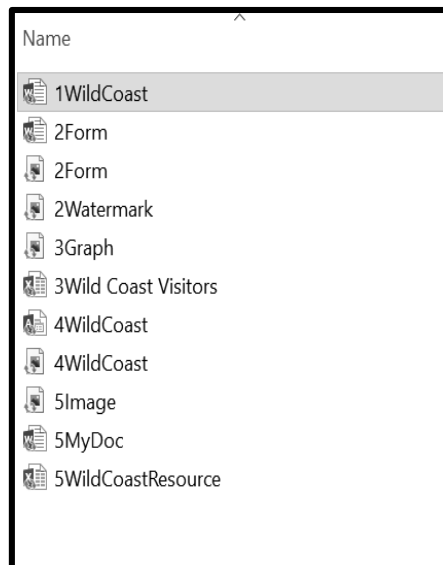 Name
1WildCoast
2Form
2Form
2Watermark
3Graph
3Wild Coast Visitors
4WildCoast
4WildCoast
5Image
5MyDoc
5WildCoastResource